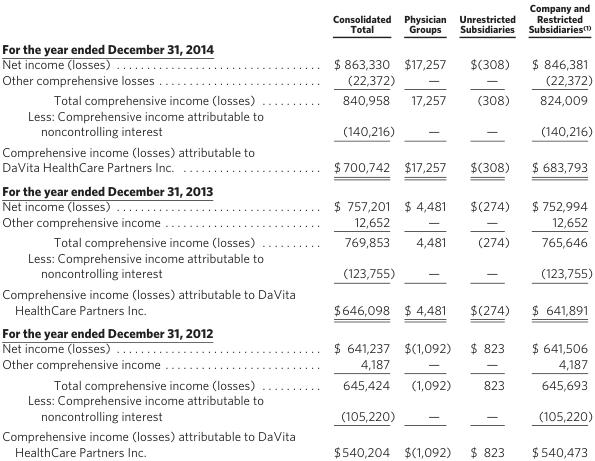 Consolidated Total Physician Groups Unrestricted Subsidiaries Company and Restricted Subsidiaries(1)
For the year ended December 31, 2014
Net income (losses) $ 863,330 $17,257 $(308) $ 846,381
Other comprehensive losses (22,372) — — (22,372)
Total comprehensive income (losses) 840,958 17,257 (308) 824,009
Less: Comprehensive income attributable to
noncontrolling interest (140,216) — — (140,216)
Comprehensive income (losses) attributable to
DaVita HealthCare Partners Inc. $ 700,742 $17,257 $(308) $ 683,793
For the year ended December 31, 2013
Net income (losses) $ 757,201 $ 4,481 $(274) $ 752,994
Other comprehensive income 12,652 — — 12,652
Total comprehensive income (losses) 769,853 4,481 (274) 765,646
Less: Comprehensive income attributable to
noncontrolling interest (123,755) — — (123,755)
Comprehensive income (losses) attributable to DaVita
HealthCare Partners Inc. $646,098 $ 4,481 $(274) $ 641,891
For the year ended December 31, 2012
Net income (losses) $ 641,237 $(1,092) $ 823 $ 641,506
Other comprehensive income 4,187 — — 4,187
Total comprehensive income (losses) 645,424 (1,092) 823 645,693
Less: Comprehensive income attributable to
noncontrolling interest (105,220) — — (105,220)
Comprehensive income (losses) attributable to DaVita
HealthCare Partners Inc. $540,204 $(1,092) $ 823 $540,473